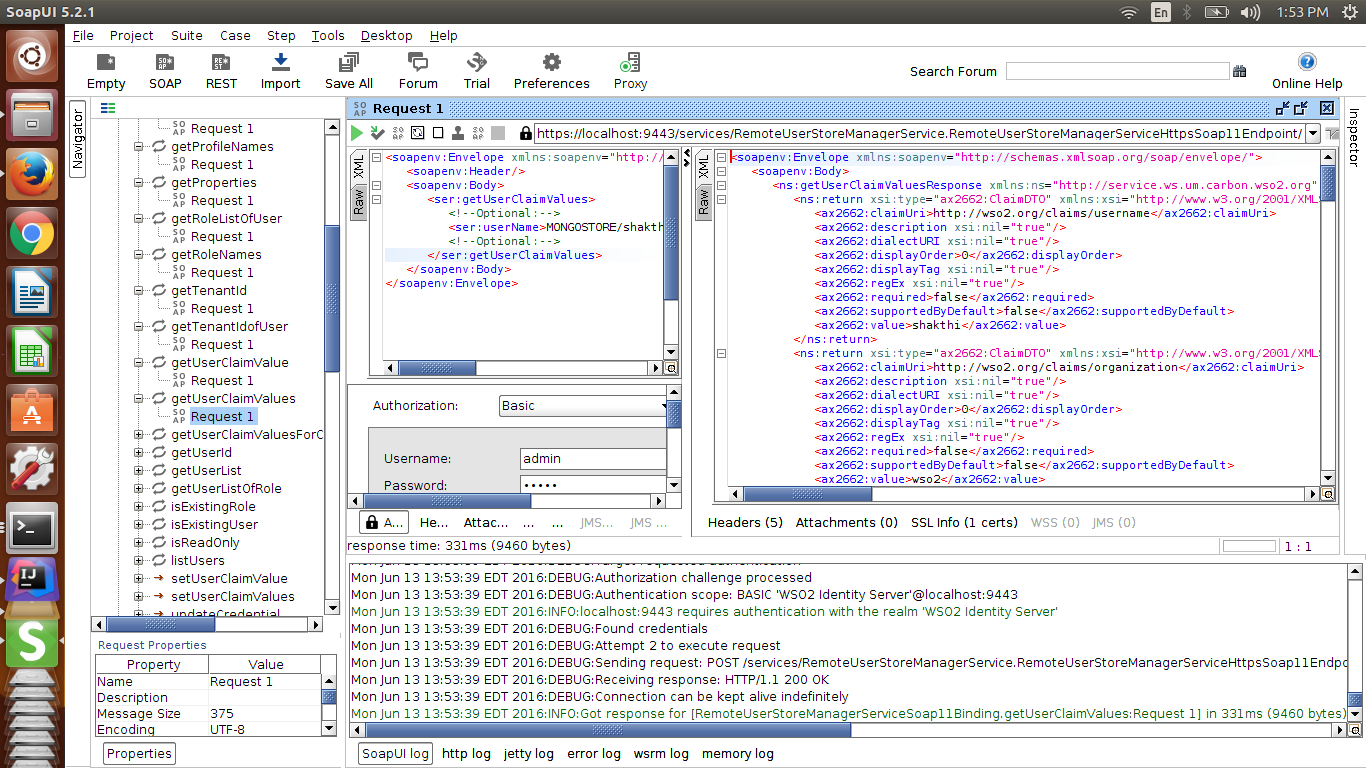 SoapUI 5.2.1
En
1:53 PM
File Project Suite Case Step Tools Desktop Help
Empty SOAP REST Import Save All Forum Trial Preferences Proxy
Search Forum
Online Help
Navigator
Inspector
Request 1
getProfileNames
Request 1
getProperties
Request 1
getRoleListOfUser
Request 1
getRoleNames
Request 1
getTenantId
Request 1
getTenantIdofUser
Request 1
getUserClaimValue
Request 1
getUserClaimValues
Request 1
getUserClaimValuesForC
getUserId
getUserList
getUserListOfRole
isExistingRole
isExistingUser
isReadOnly
listUsers
setUserClaimValue
setUserClaimValues
updateCredential
Request Properties
Property Value
Name Request 1
Description
Message Size 375
Encoding UTF-8
Properties
SO AP Request 1
https://localhost:9443/services/RemoteUserStoreManagerService.RemoteUserStoreManagerServiceHttpsSoap11Endpoint/
XML
Raw
<soapenv:Envelope xmlns:soapenv="http:/
<soapenv:Header/>
<soapenv:Body>
<ser:getUserClaimValues>
<!--Optional:-->
<ser:userName>MONGOSTORE/shakth
<!--Optional:-->
</ser:getUserClaimValues>
</soapenv:Body>
</soapenv:Envelope>
Authorization: Basic
Username: admin
Password: •••••
A... He... Attac... ... ... JMS... JMS ...
XML
Raw
<soapenv:Envelope xmlns:soapenv="http://schemas.xmlsoap.org/soap/envelope/">
<soapenv:Body>
<ns:getUserClaimValuesResponse xmlns:ns="http://service.ws.um.carbon.wso2.org"
<ns:return xsi:type="ax2662:ClaimDTO" xmlns:xsi="http://www.w3.org/2001/XMLS
<ax2662:claimUri>http://wso2.org/claims/username</ax2662:claimUri>
<ax2662:description xsi:nil="true"/>
<ax2662:dialectURI xsi:nil="true"/>
<ax2662:displayOrder>0</ax2662:displayOrder>
<ax2662:displayTag xsi:nil="true"/>
<ax2662:regEx xsi:nil="true"/>
<ax2662:required>false</ax2662:required>
<ax2662:supportedByDefault>false</ax2662:supportedByDefault>
<ax2662:value>shakthi</ax2662:value>
</ns:return>
<ns:return xsi:type="ax2662:ClaimDTO" xmlns:xsi="http://www.w3.org/2001/XMLS
<ax2662:claimUri>http://wso2.org/claims/organization</ax2662:claimUri>
<ax2662:description xsi:nil="true"/>
<ax2662:dialectURI xsi:nil="true"/>
<ax2662:displayOrder>0</ax2662:displayOrder>
<ax2662:displayTag xsi:nil="true"/>
<ax2662:regEx xsi:nil="true"/>
<ax2662:required>false</ax2662:required>
<ax2662:supportedByDefault>false</ax2662:supportedByDefault>
<ax2662:value>wso2</ax2662:value>
Headers (5) Attachments (0) SSL Info (1 certs) WSS (0) JMS (0)
response time: 331ms (9460 bytes)
1 : 1
Mon Jun 13 13:53:39 EDT 2016:DEBUG:Target requested authentication
Mon Jun 13 13:53:39 EDT 2016:DEBUG:Authorization challenge processed
Mon Jun 13 13:53:39 EDT 2016:DEBUG:Authentication scope: BASIC 'WSO2 Identity Server'@localhost:9443
Mon Jun 13 13:53:39 EDT 2016:INFO:localhost:9443 requires authentication with the realm 'WSO2 Identity Server'
Mon Jun 13 13:53:39 EDT 2016:DEBUG:Found credentials
Mon Jun 13 13:53:39 EDT 2016:DEBUG:Attempt 2 to execute request
Mon Jun 13 13:53:39 EDT 2016:DEBUG:Sending request: POST /services/RemoteUserStoreManagerService.RemoteUserStoreManagerServiceHttpsSoap11Endpo
Mon Jun 13 13:53:39 EDT 2016:DEBUG:Receiving response: HTTP/1.1 200 OK
Mon Jun 13 13:53:39 EDT 2016:DEBUG:Connection can be kept alive indefinitely
Mon Jun 13 13:53:39 EDT 2016:INFO:Got response for [RemoteUserStoreManagerServiceSoap11Binding.getUserClaimValues:Request 1] in 331ms (9460 bytes)
SoapUI log http log jetty log error log wsrm log memory log